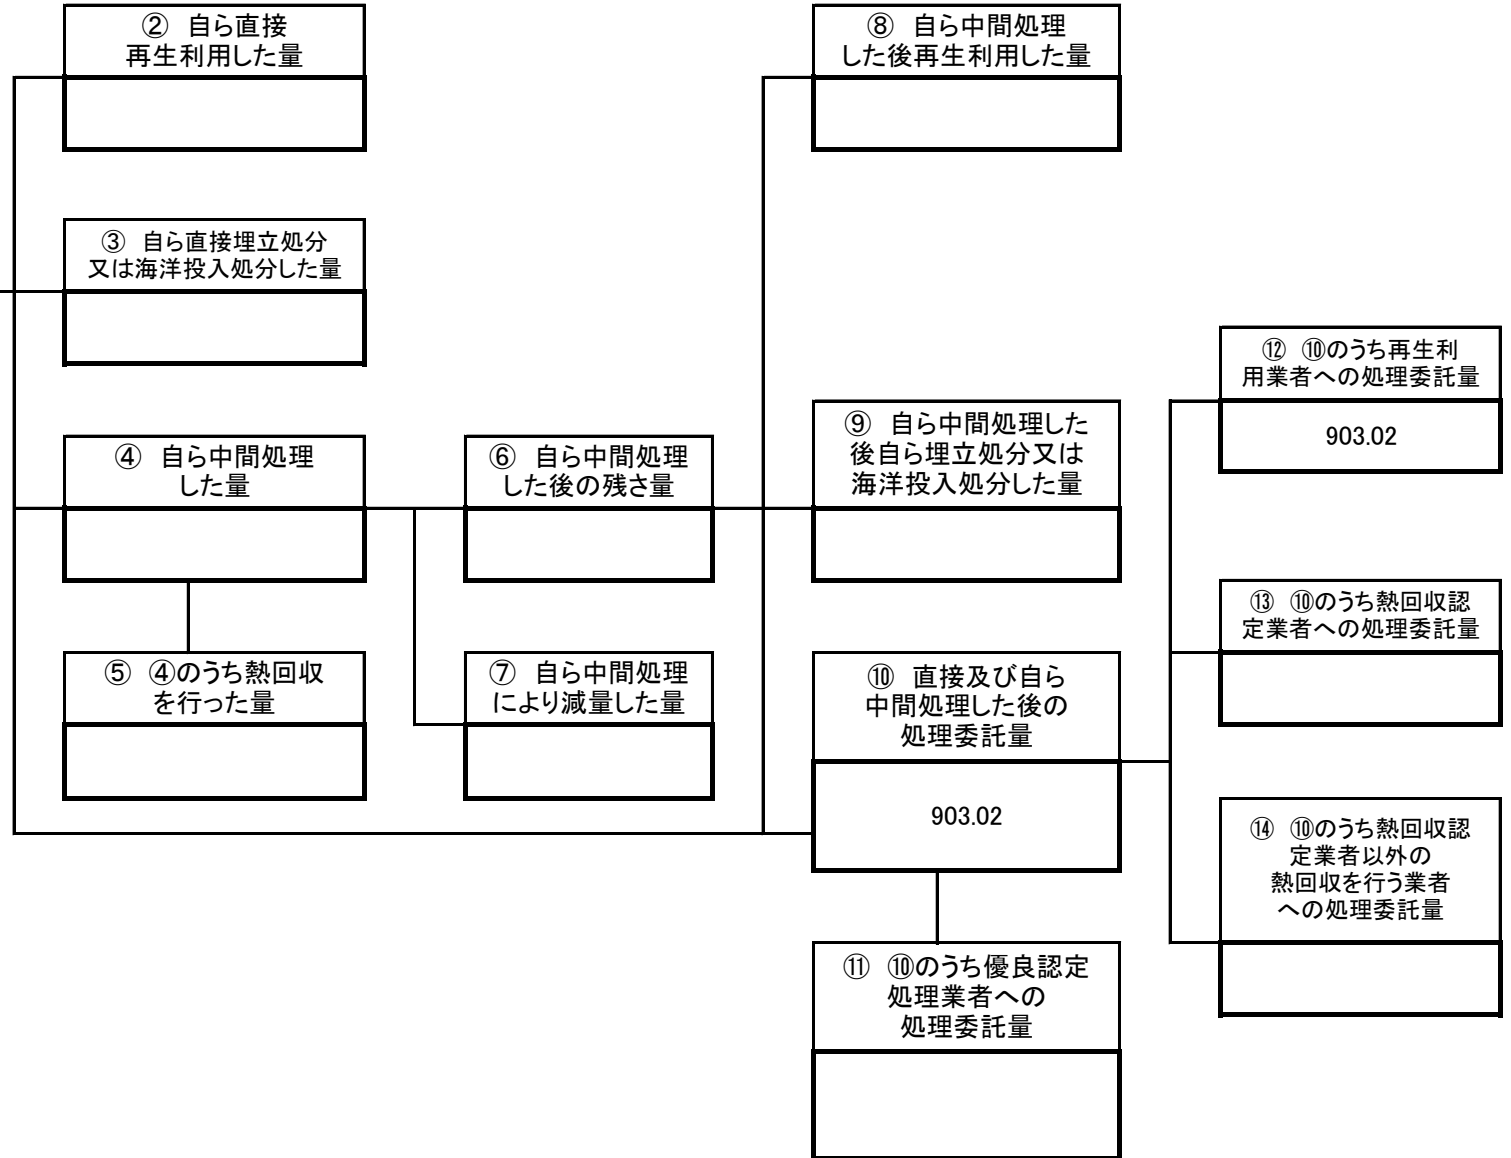 ② 自ら直接
再生利用した量
⑧ 自ら中間処理
した後再生利用した量
③ 自ら直接埋立処分
又は海洋投入処分した量
⑫ ⑩のうち再生利
用業者への処理委託量
903.02
④ 自ら中間処理
した量
⑥ 自ら中間処理
した後の残さ量
⑨ 自ら中間処理した
後自ら埋立処分又は
海洋投入処分した量
⑬ ⑩のうち熱回収認
定業者への処理委託量
⑤ ④のうち熱回収
を行った量
⑦ 自ら中間処理
により減量した量
⑩ 直接及び自ら
中間処理した後の
処理委託量
903.02
⑭ ⑩のうち熱回収認
定業者以外の
熱回収を行う業者
への処理委託量
⑪ ⑩のうち優良認定
処理業者への
処理委託量